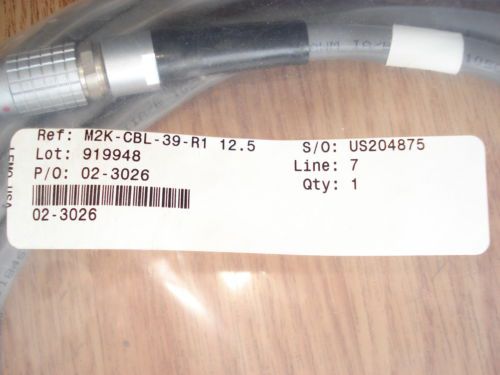 Ref: M2K-CBL-39-R1 12.5
Lot: 919948
P/O: 02-3026
02-3026
S/O: US204875
Line: 7
Qty: 1